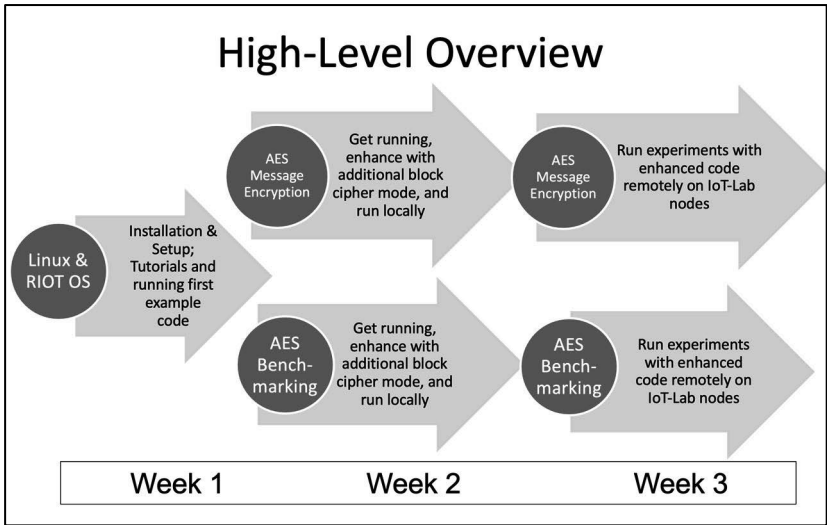 High-Level Overview
Linux &
RIOT OS
Installation &
Setup;
Tutorials and
running first
example
code
AES
Message
Encryption
Get running,
enhance with
additional block
cipher mode, and
run locally
AES
Message
Encryption
Run experiments with
enhanced code
remotely on IoT-Lab
nodes
AES
Bench-
marking
Get running,
enhance with
additional block
cipher mode, and
run locally
AES
Bench-
marking
Run experiments
with enhanced
code remotely on
IoT-Lab nodes
Week 1
Week 2
Week 3